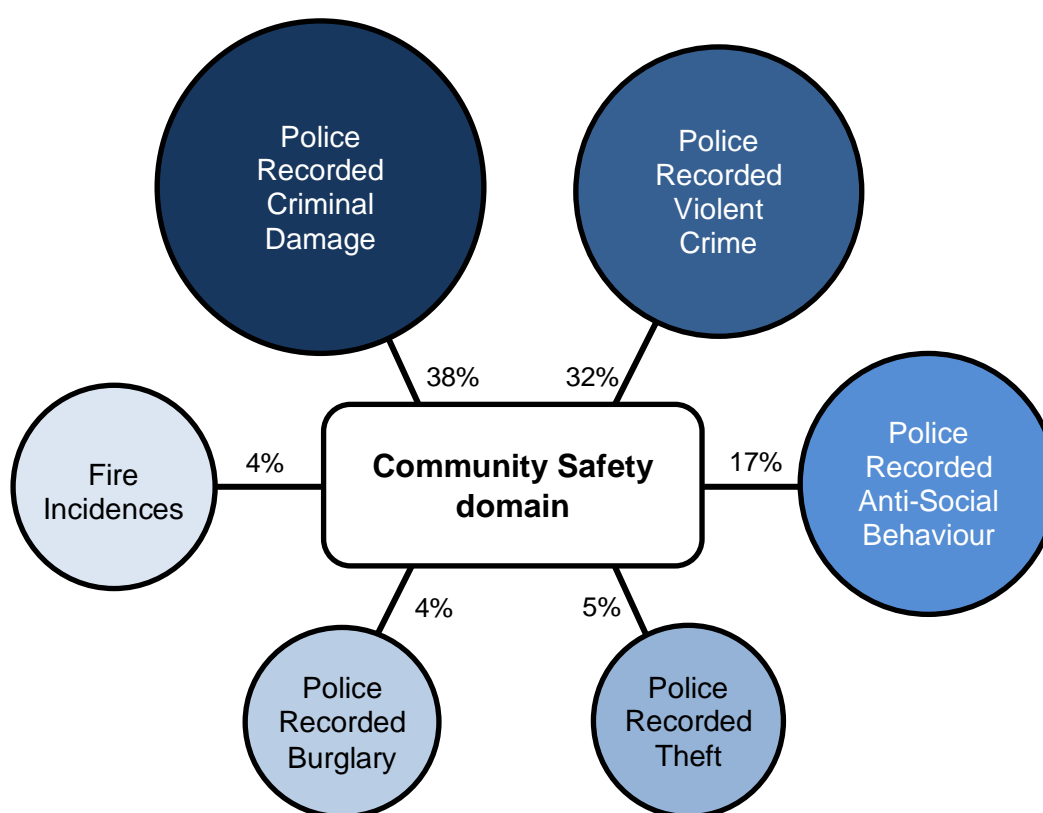 Police
Recorded
Criminal
Damage
Police
Recorded
Violent
Crime
38%
32%
Fire
Incidences
4%
Community Safety
domain
17%
Police
Recorded
Anti-Social
Behaviour
4%
5%
Police
Recorded
Burglary
Police
Recorded
Theft